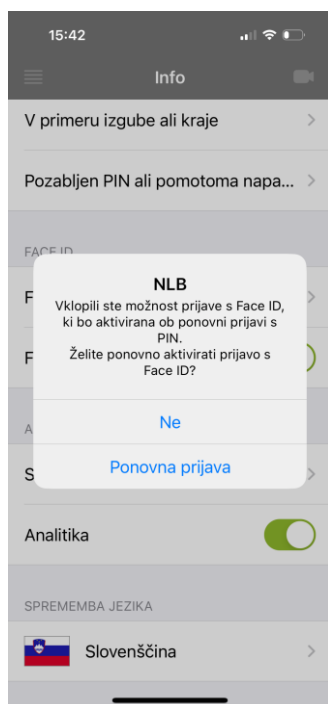 15:42
Info
V primeru izgube ali kraje
Pozabljen PIN ali pomotoma napa...
FACE ID
F
NLB
Vklopili ste možnost prijave s Face ID,
ki bo aktivirana ob ponovni prijavi s
PIN.
Želite ponovno aktivirati prijavo s
Face ID?
F
Ne
A
Ponovna prijava
S
Analitika
SPREMEMBA JEZIKA
Slovenščina